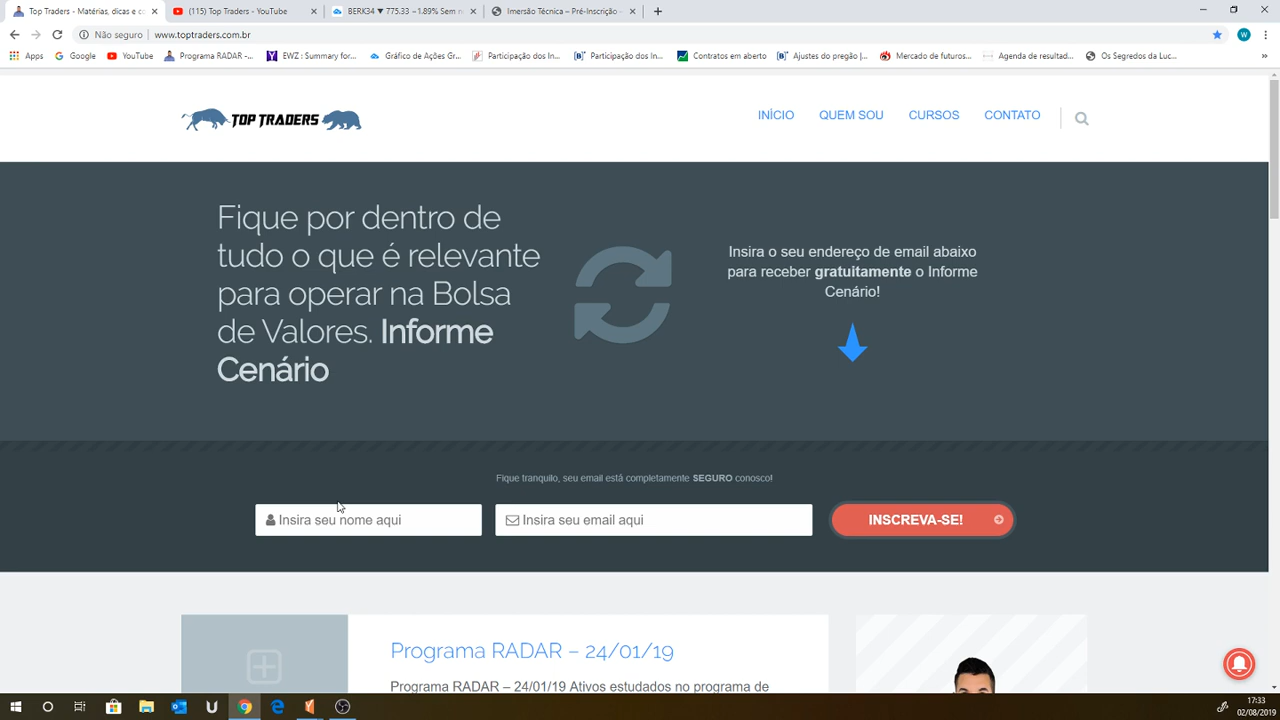 Top Traders - Matérias, dicas e co
(115) Top Traders - YouTube
BERK34 ▼ 775.33 −1.89% Sem n
Imersão Técnica – Pré-Inscrição –
Não seguro
www.toptraders.com.br
W
Apps
Google
YouTube
Programa RADAR -...
EWZ : Summary for...
Gráfico de Ações Gr...
Participação dos In...
Participação dos In...
Contratos em aberto
Ajustes do pregão |...
Mercado de futuros...
Agenda de resultad...
Os Segredos da Luc...
»
TOP TRADERS
INÍCIO
QUEM SOU
CURSOS
CONTATO
Fique por dentro de
tudo o que é relevante
para operar na Bolsa
de Valores. Informe
Cenário
Insira o seu endereço de email abaixo
para receber gratuitamente o Informe
Cenário!
Fique tranquilo, seu email está completamente SEGURO conosco!
Insira seu nome aqui
Insira seu email aqui
INSCREVA-SE!
Programa RADAR – 24/01/19
Programa RADAR – 24/01/19 Ativos estudados no programa de
17:33
02/08/2019